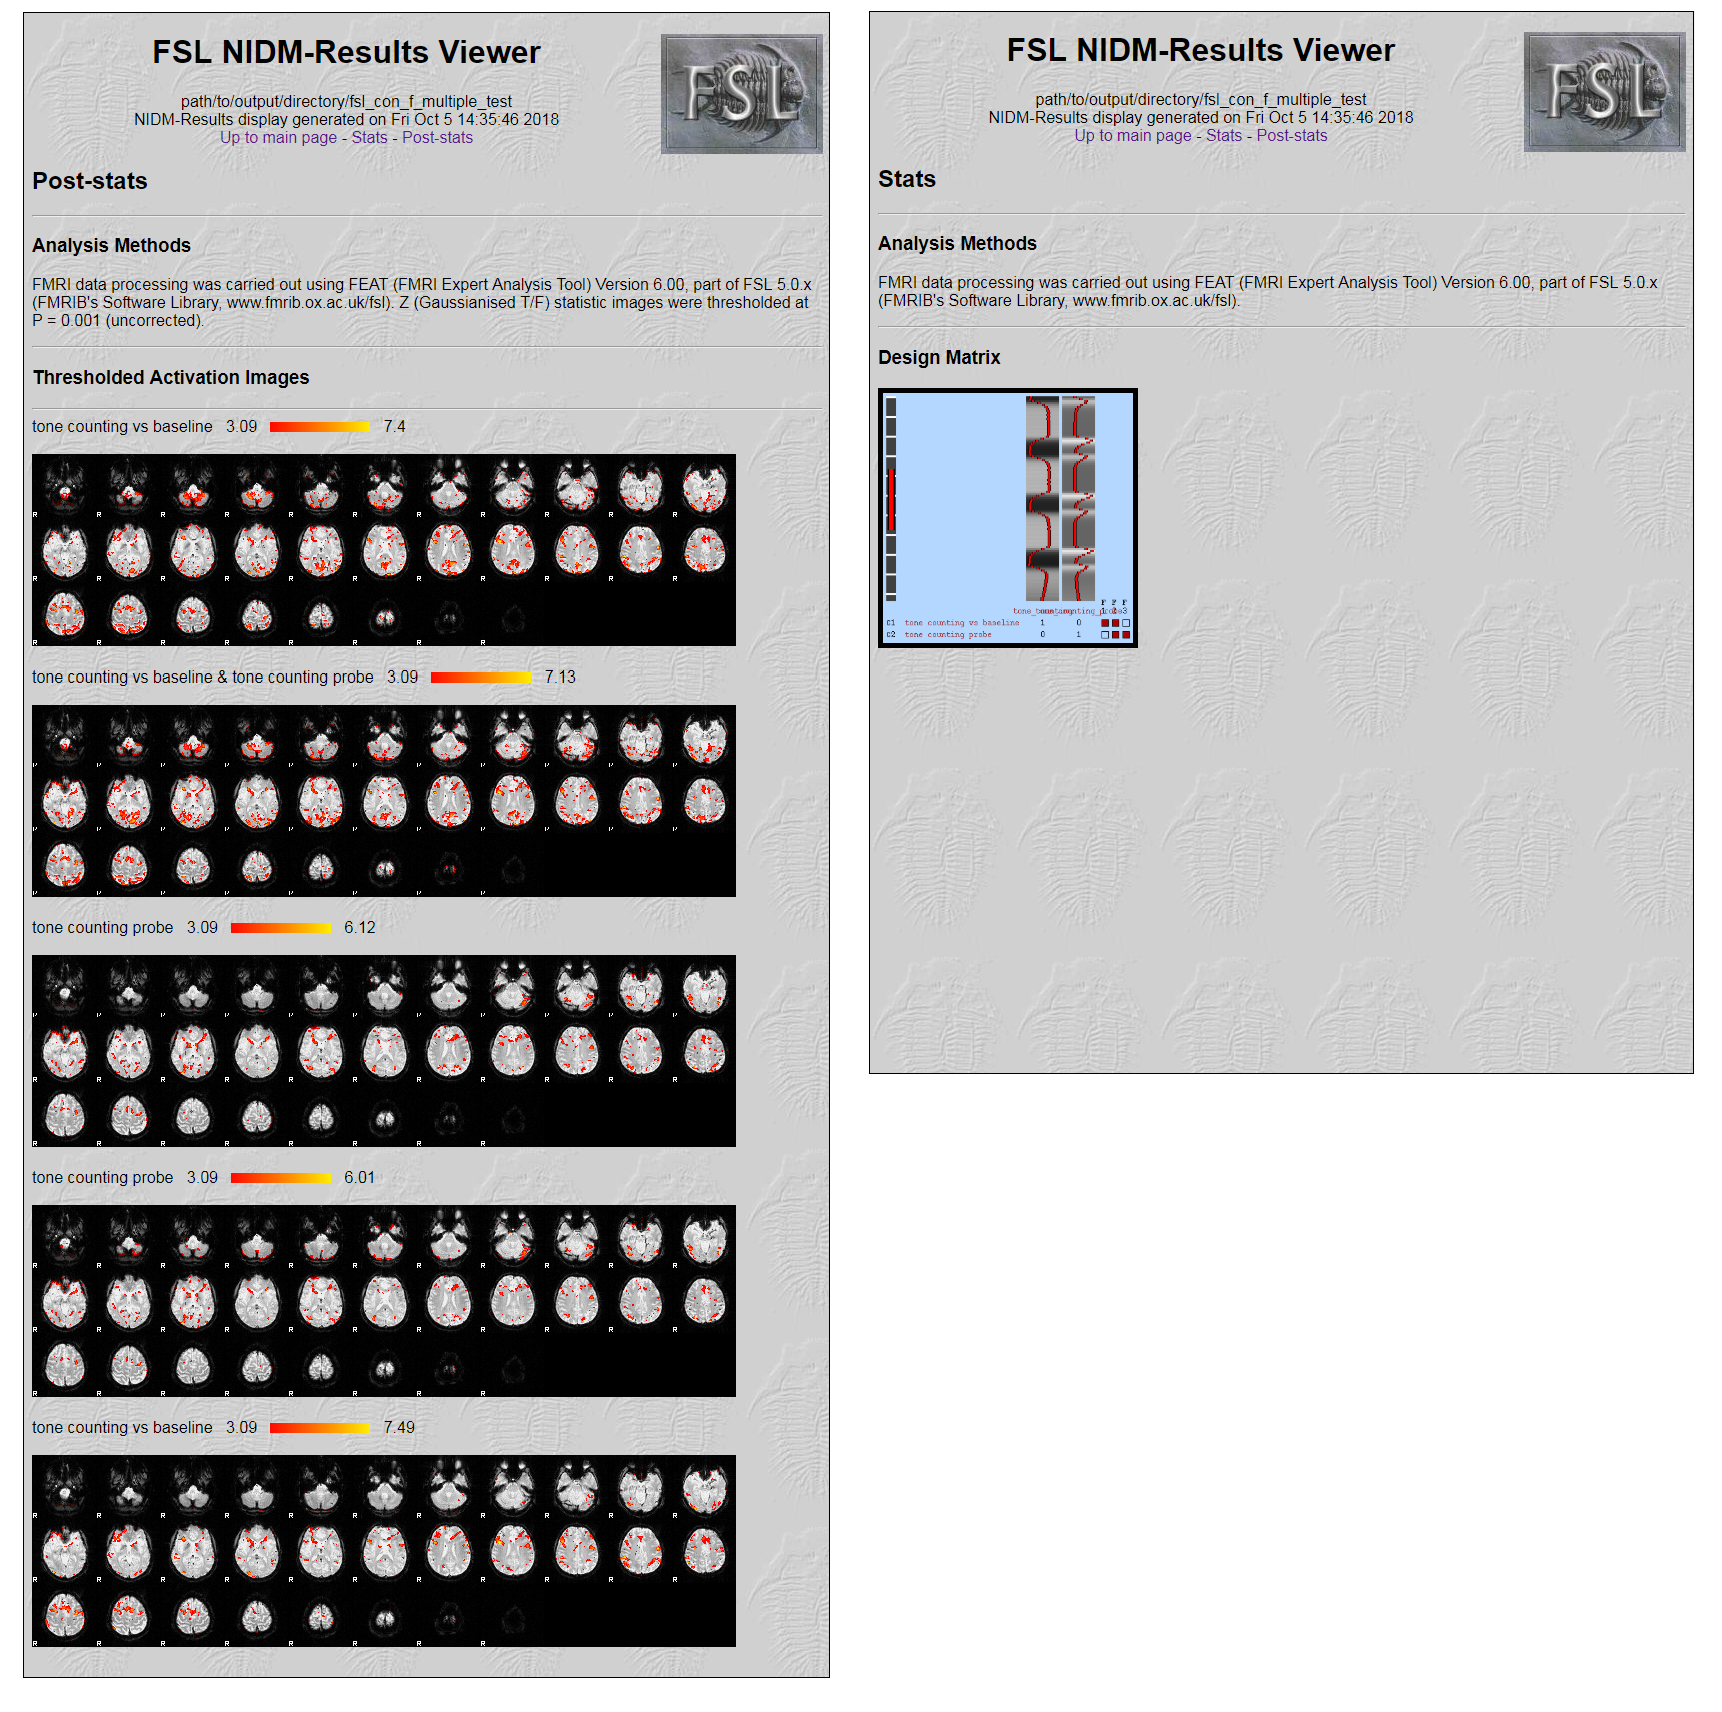 FSL NIDM-Results Viewer
FSL
path/to/output/directory/fsl_con_f_multiple_test
NIDM-Results display generated on Fri Oct 5 14:35:46 2018
Up to main page - Stats - Post-stats
Post-stats
Analysis Methods
FMRI data processing was carried out using FEAT (FMRI Expert Analysis Tool) Version 6.00, part of FSL 5.0.x
(FMRIB's Software Library, www.fmrib.ox.ac.uk/fsl). Z (Gaussianised T/F) statistic images were thresholded at
P = 0.001 (uncorrected).
Thresholded Activation Images
tone counting vs baseline 3.09 7.4
tone counting vs baseline & tone counting probe 3.09 7.13
tone counting probe 3.09 6.12
tone counting probe 3.09 6.01
tone counting vs baseline 3.09 7.49
FSL NIDM-Results Viewer
FSL
path/to/output/directory/fsl_con_f_multiple_test
NIDM-Results display generated on Fri Oct 5 14:35:46 2018
Up to main page - Stats - Post-stats
Stats
Analysis Methods
FMRI data processing was carried out using FEAT (FMRI Expert Analysis Tool) Version 6.00, part of FSL 5.0.x
(FMRIB's Software Library, www.fmrib.ox.ac.uk/fsl).
Design Matrix
F F F
1 2 3
C1 tone counting vs baseline 1 0
C2 tone counting probe 0 1